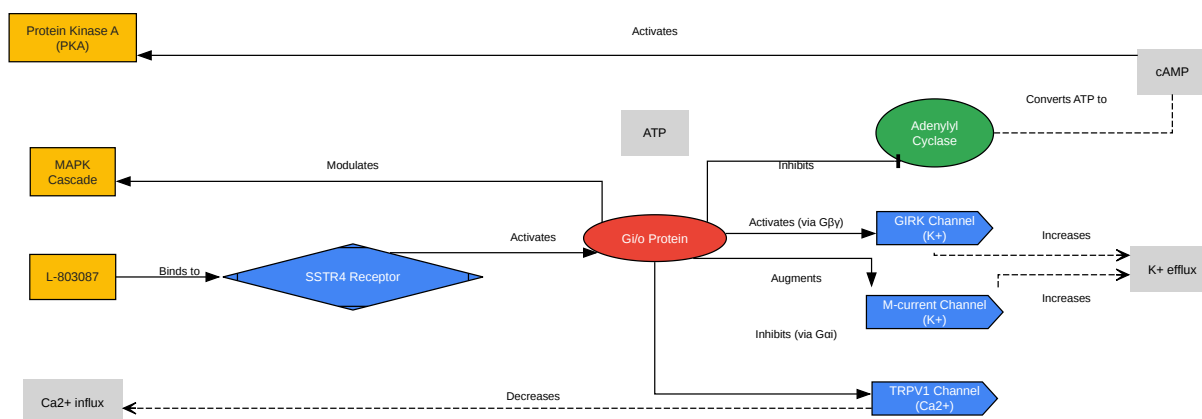 Protein Kinase A
(PKA)
Activates
cAMP
Converts ATP to
ATP
Adenylyl
Cyclase
MAPK
Cascade
Modulates
Inhibits
Activates (via Gβγ)
GIRK Channel
(K+)
Gi/o Protein
Activates
Increases
L-803087
Binds to
SSTR4 Receptor
Augments
K+ efflux
M-current Channel
(K+)
Increases
Inhibits (via Gαi)
Ca2+ influx
Decreases
TRPV1 Channel
(Ca2+)